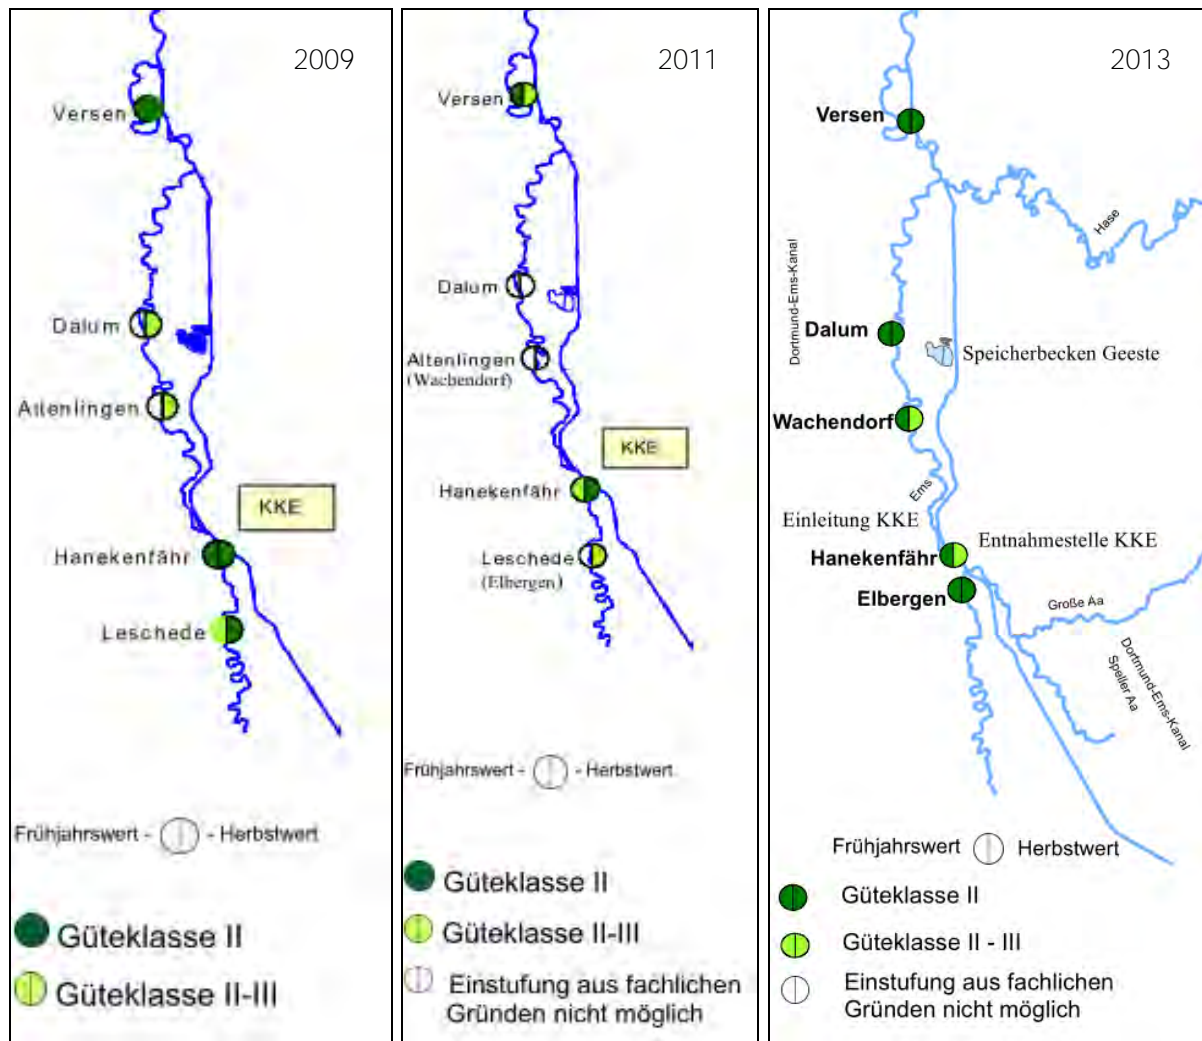 2009
Versen
Dalum
Altenlingen
KKE
Hanekenfähr
Leschede
Frühjahrswert - - Herbstwert
Güteklasse II
Güteklasse II-III
2011
Versen
Dalum
Altenlingen
(Wachendorf)
KKE
Hanekenfähr
Leschede
(Elbergen)
Frühjahrswert - - Herbstwert
Güteklasse II
Güteklasse II-III
Einstufung aus fachlichen
Gründen nicht möglich
2013
Versen
Hase
Dortmund-Ems-Kanal
Dalum
Speicherbecken Geeste
Wachendorf
Ems
Einleitung KKE
Entnahmestelle KKE
Hanekenfähr
Elbergen
Große Aa
Dortmund-Ems-Kanal
Speller Aa
Frühjahrswert Herbstwert
Güteklasse II
Güteklasse II - III
Einstufung aus fachlichen
Gründen nicht möglich